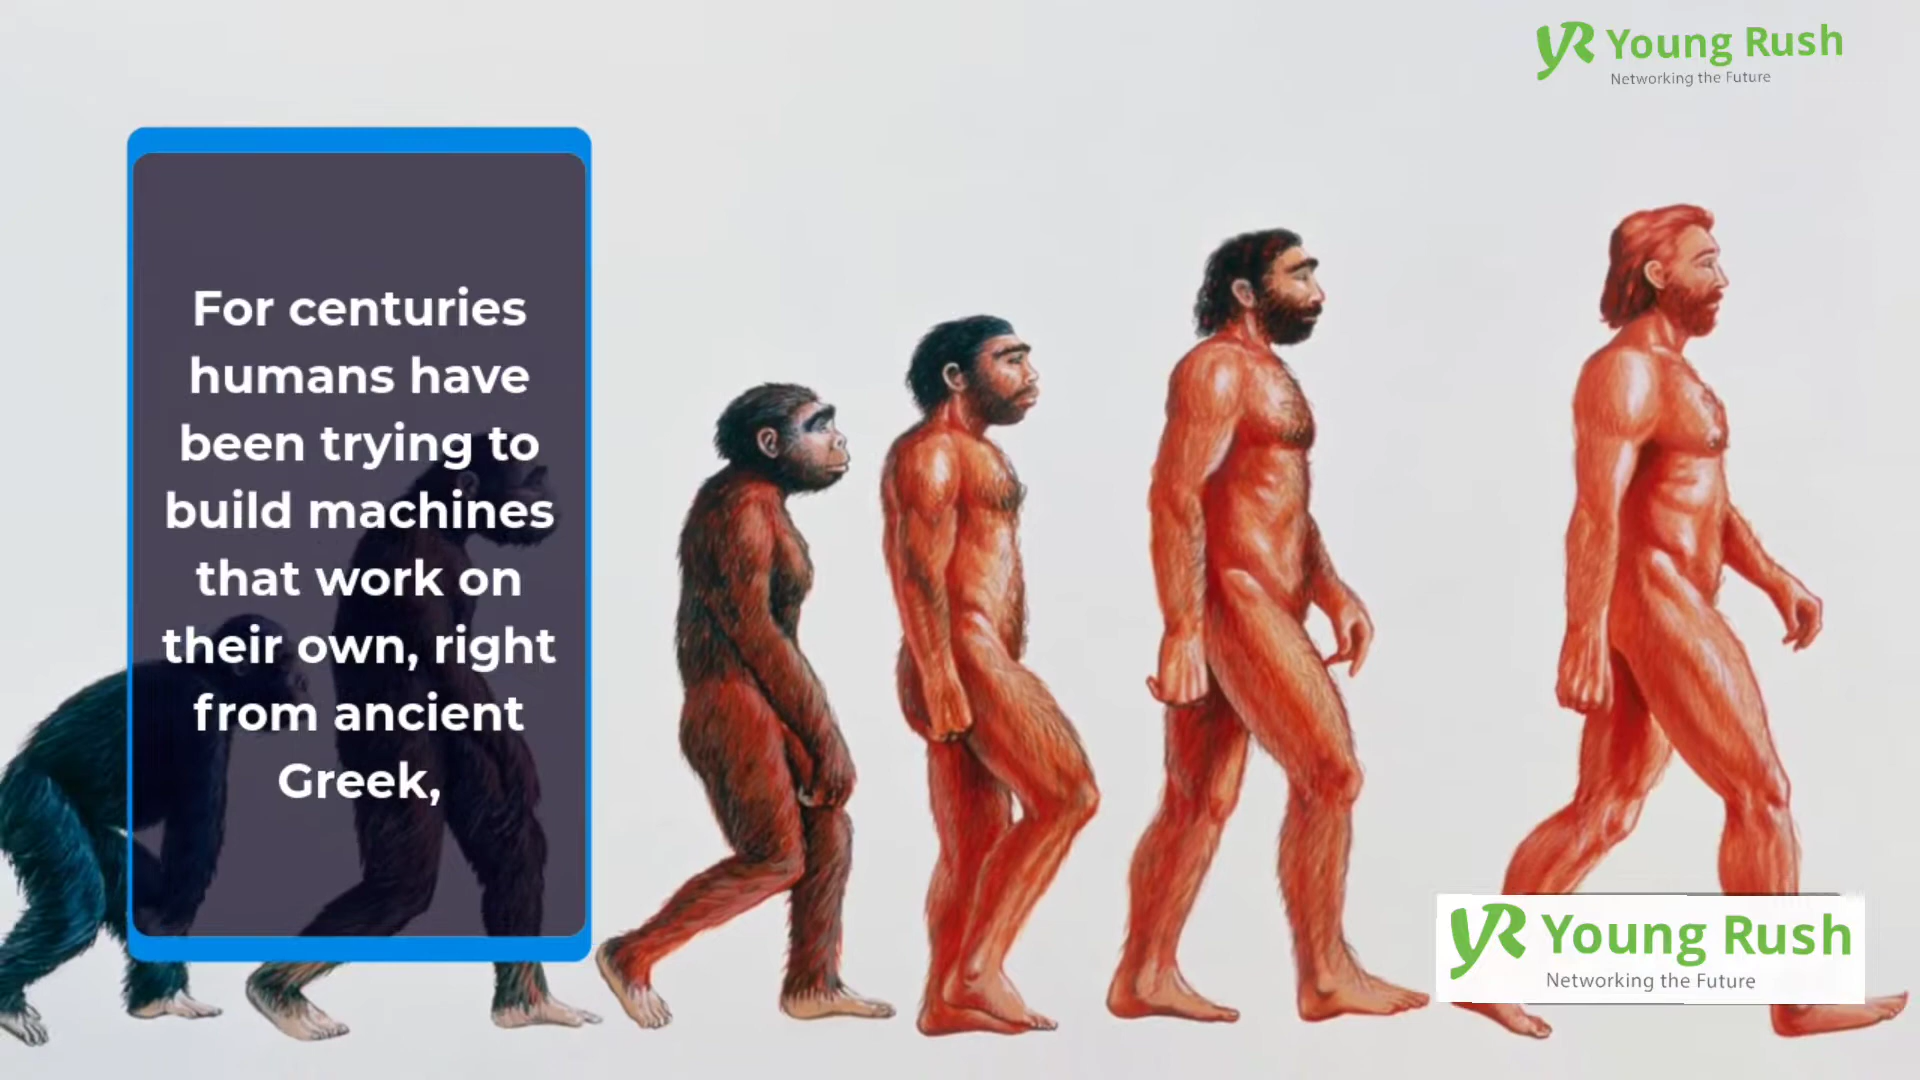 Young Rush
Networking the Future
For centuries
humans have
been trying to
build machines
that work on
their own, right
from ancient
Greek,
Young Rush
Networking the Future